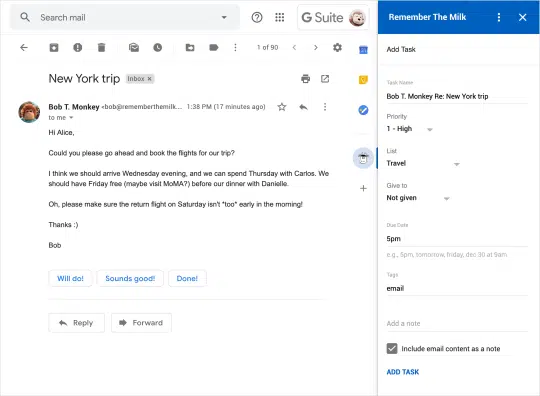 Search mail
G Suite
1 of 90
New York trip
Inbox ×
Bob T. Monkey <bob@rememberthemilk... 1:38 PM (17 minutes ago)
to me
Hi Alice,
Could you please go ahead and book the flights for our trip?
I think we should arrive Wednesday evening, and we can spend Thursday with Carlos. We
should have Friday free (maybe visit MoMA?) before our dinner with Danielle.
Oh, please make sure the return flight on Saturday isn't *too* early in the morning!
Thanks :)
Bob
Will do!
Sounds good!
Done!
Reply
Forward
Remember The Milk
Add Task
Task Name
Bob T. Monkey Re: New York trip
Priority
1 - High
List
Travel
Give to
Not given
Due Date
5pm
e.g., 5pm, tomorrow, friday, dec 30 at 9am
Tags
email
Add a note
Include email content as a note
ADD TASK